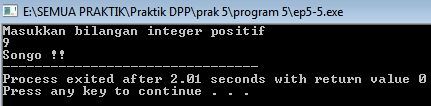 E:\SEMUA PRAKTIK\Praktik DPP\prak 5\program 5\ep5-5.exe
Masukkan bilangan integer positif
9
Songo !!
--------------------------------
Process exited after 2.01 seconds with return value 0
Press any key to continue . . .